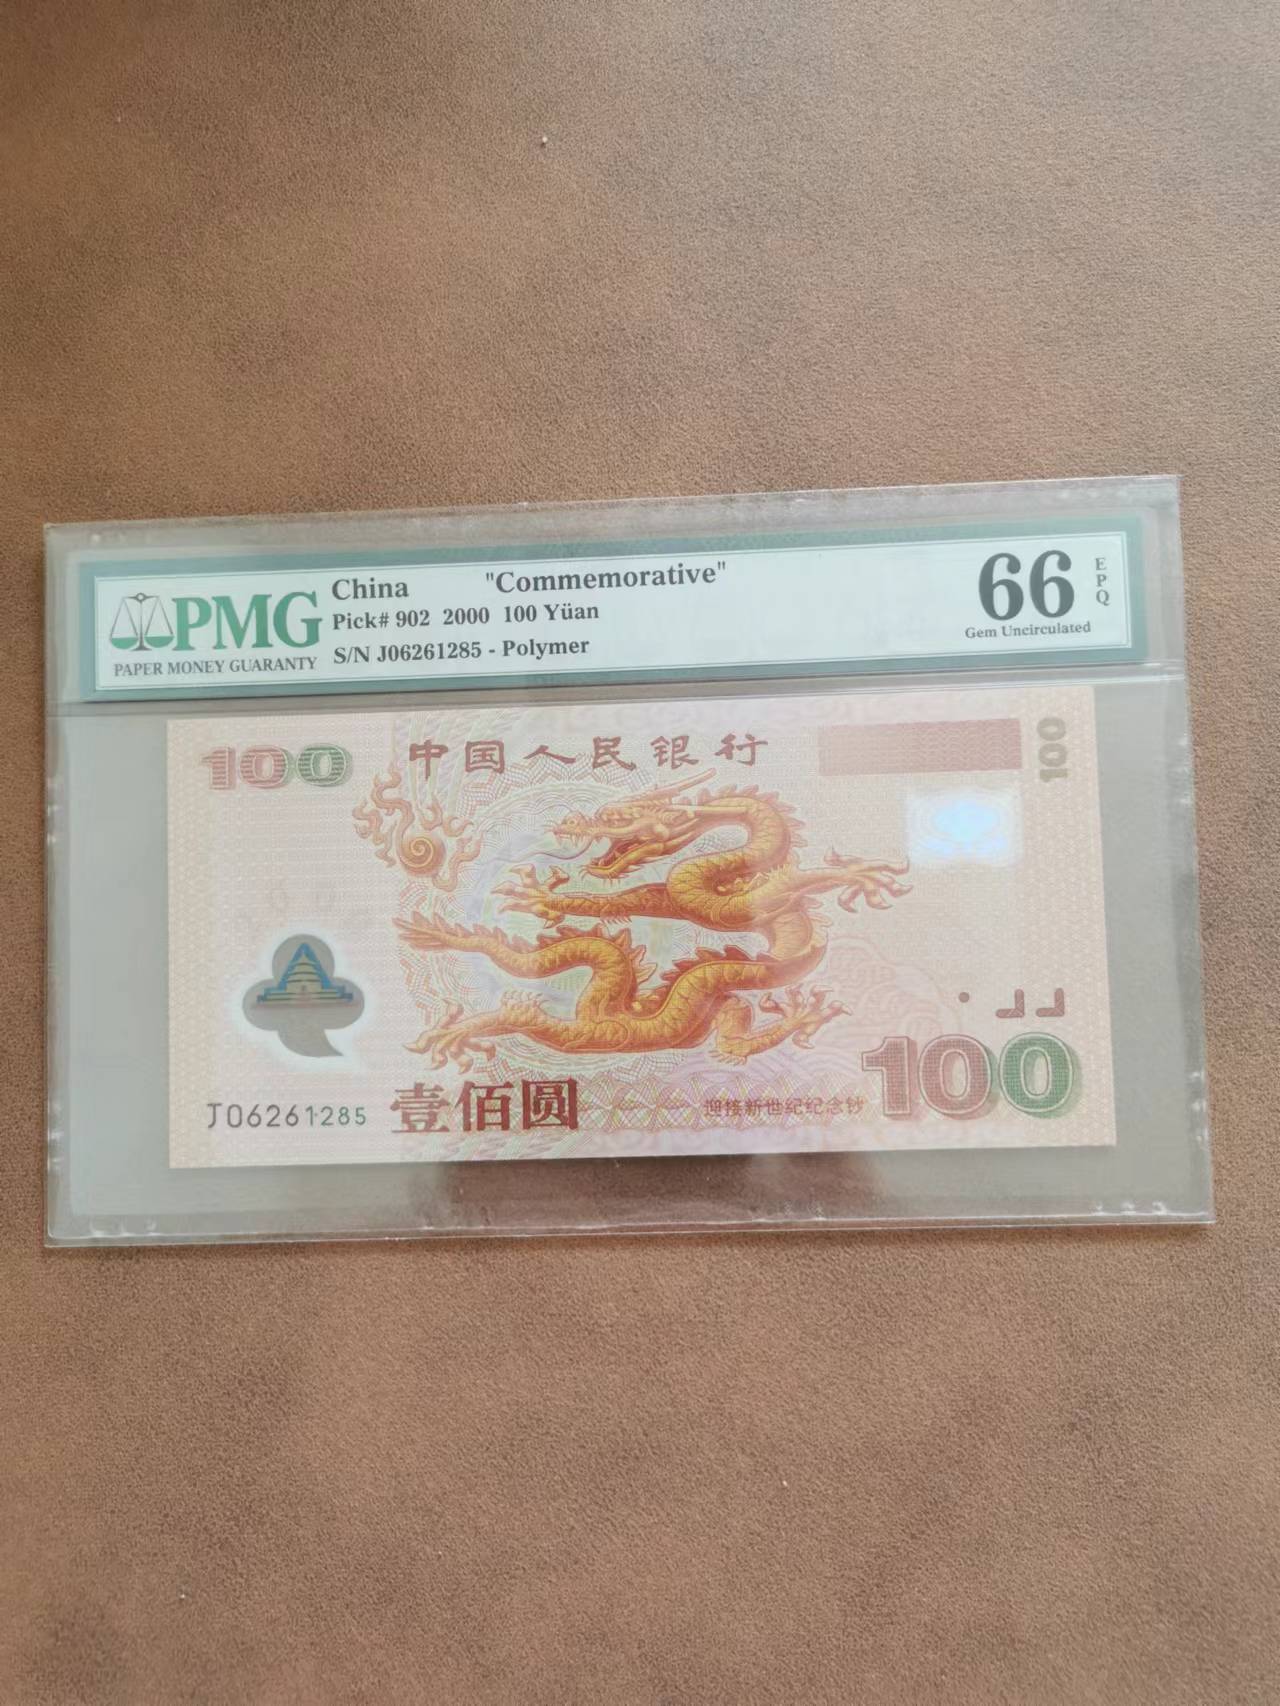 PMG
PAPER MONEY GUARANTY
China "Commemorative"
Pick# 902 2000 100 Yüan
S/N J06261285 - Polymer
66
EPQ
Gem Uncirculated
100
中国人民银行
100
J06261285
壹佰圆
迎接新世纪纪念钞
100